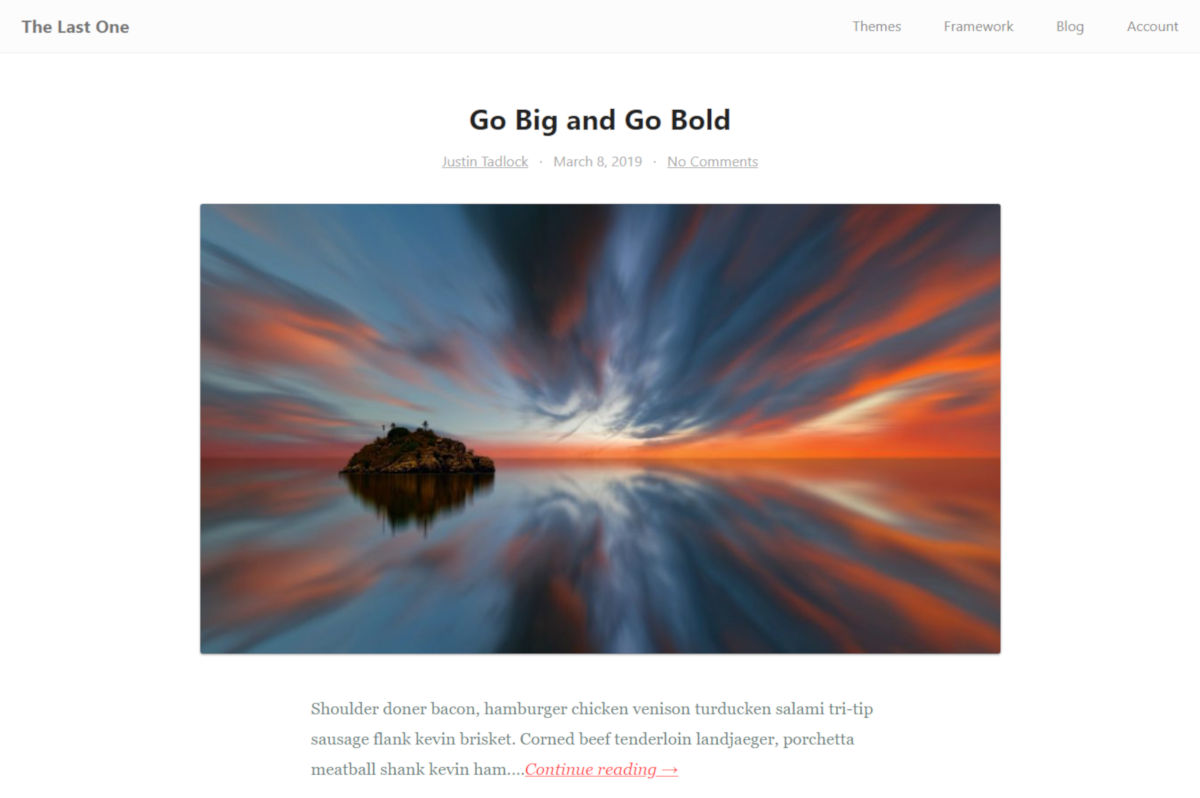 The Last One Themes Framework Blog Account
Go Big and Go Bold
Justin Tadlock · March 8, 2019 · No Comments
Shoulder doner bacon, hamburger chicken venison turducken salami tri-tip
sausage flank kevin brisket. Corned beef tenderloin landjaeger, porchetta
meatball shank kevin ham....Continue reading →